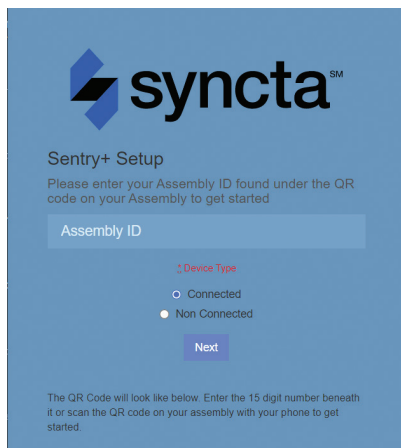 syncta℠
Sentry+ Setup
Please enter your Assembly ID found under the QR
code on your Assembly to get started
Assembly ID
* Device Type
Connected
Non Connected
Next
The QR Code will look like below. Enter the 15 digit number beneath
it or scan the QR code on your assembly with your phone to get
started.